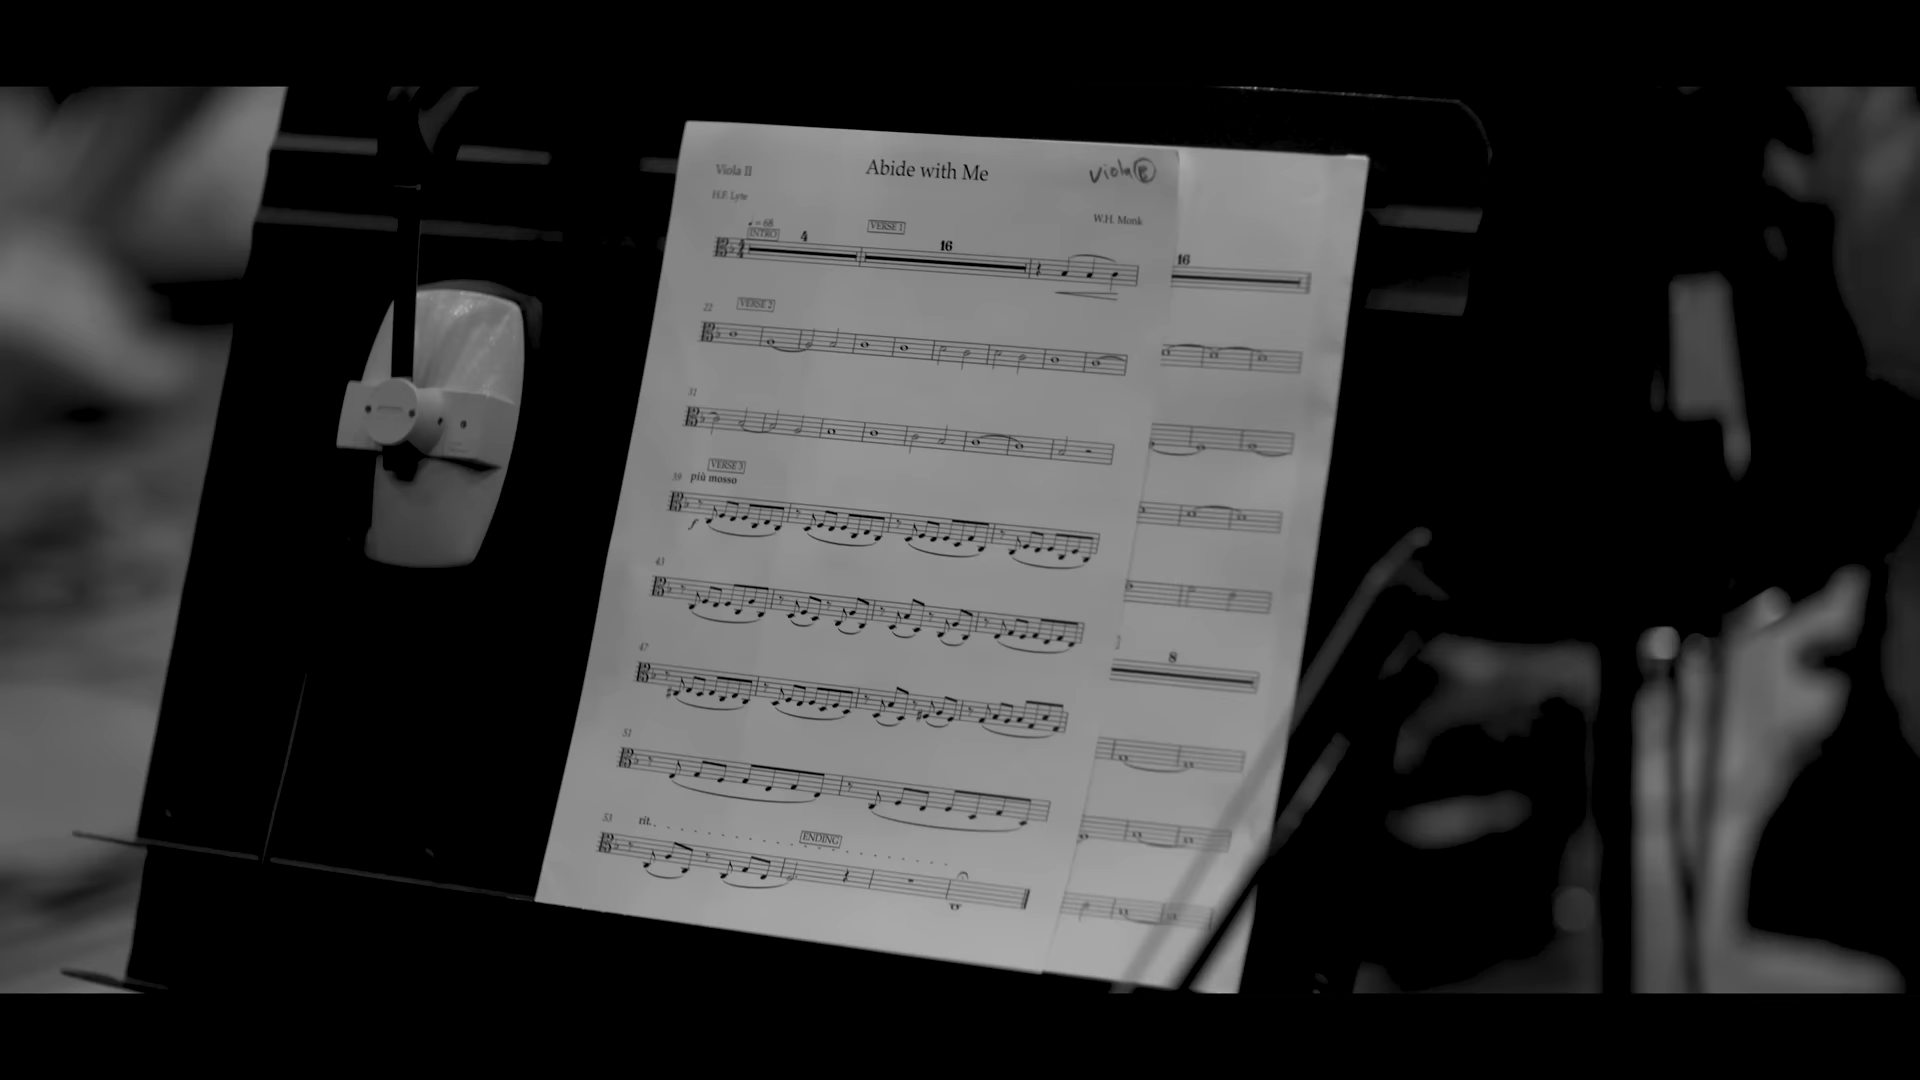 Abide with Me
Viola II
viola
H.F. Lyte
W.H. Monk
♩ = 68
INTRO
4
VERSE 1
16
16
22
VERSE 2
31
VERSE 3
39
più mosso
f
43
47
8
51
53
rit.
ENDING